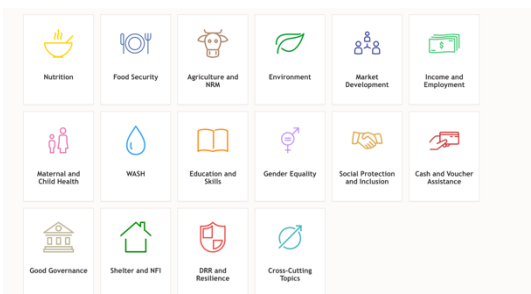 Nutrition
Food Security
Agriculture and
NRM
Environment
Market
Development
Income and
Employment
Maternal and
Child Health
WASH
Education and
Skills
Gender Equality
Social Protection
and Inclusion
Cash and Voucher
Assistance
Good Governance
Shelter and NFI
DRR and
Resilience
Cross-Cutting
Topics